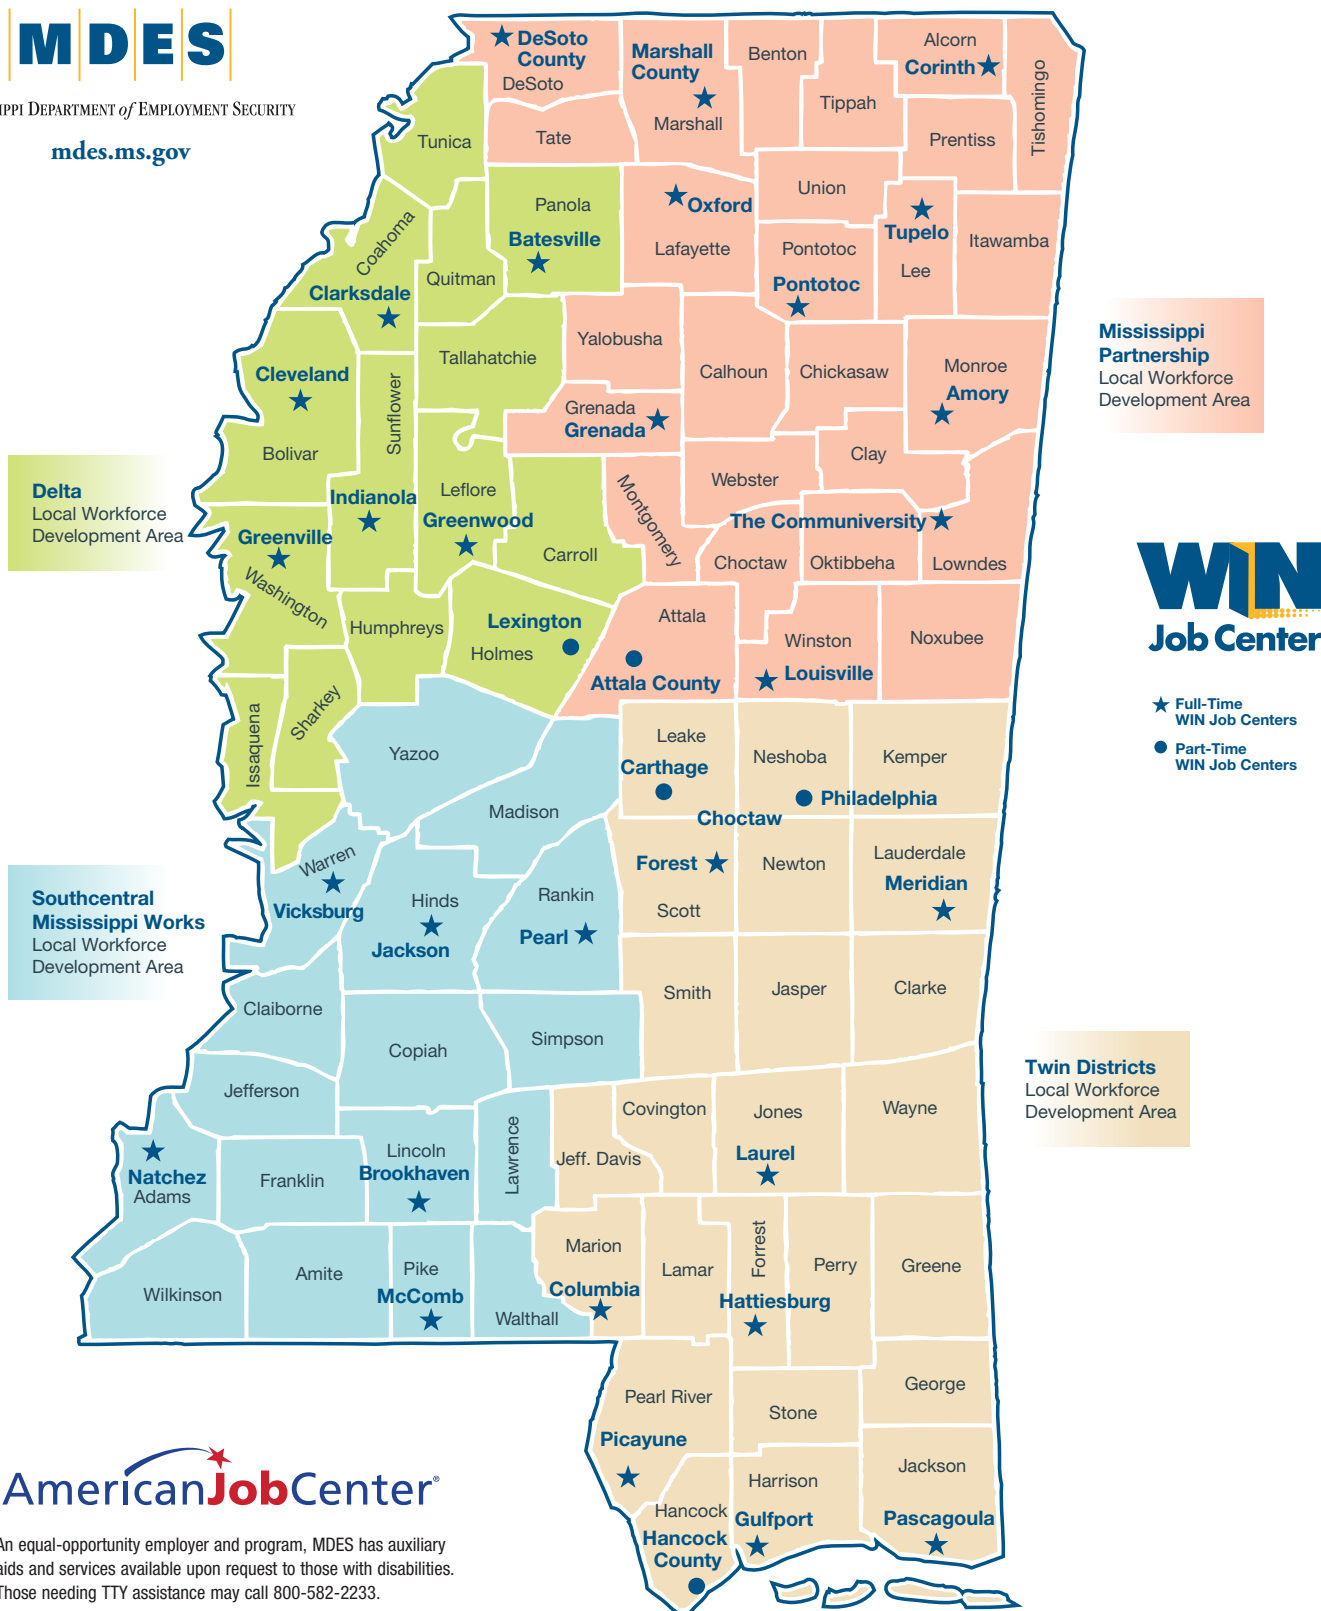 MDES
IPPI DEPARTMENT of EMPLOYMENT SECURITY
mdes.ms.gov
DeSoto
County
DeSoto
Marshall
County
Marshall
Benton
Tippah
Alcorn
Corinth
Prentiss
Tishomingo
Tunica
Tate
Union
Panola
Batesville
Oxford
Lafayette
Pontotoc
Pontotoc
Tupelo
Lee
Itawamba
Coahoma
Clarksdale
Quitman
Tallahatchie
Yalobusha
Calhoun
Chickasaw
Monroe
Amory
Mississippi
Partnership
Local Workforce
Development Area
Cleveland
Bolivar
Sunflower
Indianola
Grenada
Grenada
Leflore
Greenwood
Carroll
Montgomery
Webster
Clay
The Communiversity
Choctaw
Oktibbeha
Lowndes
Delta
Local Workforce
Development Area
Greenville
Washington
Humphreys
Lexington
Holmes
Attala
Attala County
Winston
Louisville
Noxubee
WIN
Job Center
Full-Time
WIN Job Centers
Part-Time
WIN Job Centers
Issaquena
Sharkey
Yazoo
Madison
Leake
Carthage
Neshoba
Philadelphia
Kemper
Choctaw
Forest
Scott
Newton
Lauderdale
Meridian
Warren
Vicksburg
Hinds
Jackson
Rankin
Pearl
Southcentral
Mississippi Works
Local Workforce
Development Area
Claiborne
Copiah
Simpson
Smith
Jasper
Clarke
Twin Districts
Local Workforce
Development Area
Jefferson
Natchez
Adams
Franklin
Lincoln
Brookhaven
Lawrence
Jeff. Davis
Covington
Jones
Laurel
Wayne
Wilkinson
Amite
Pike
McComb
Walthall
Marion
Columbia
Lamar
Forrest
Hattiesburg
Perry
Greene
Pearl River
Picayune
Stone
George
Hancock
Hancock
County
Harrison
Gulfport
Jackson
Pascagoula
AmericanJobCenter®
An equal-opportunity employer and program, MDES has auxiliary
aids and services available upon request to those with disabilities.
Those needing TTY assistance may call 800-582-2233.